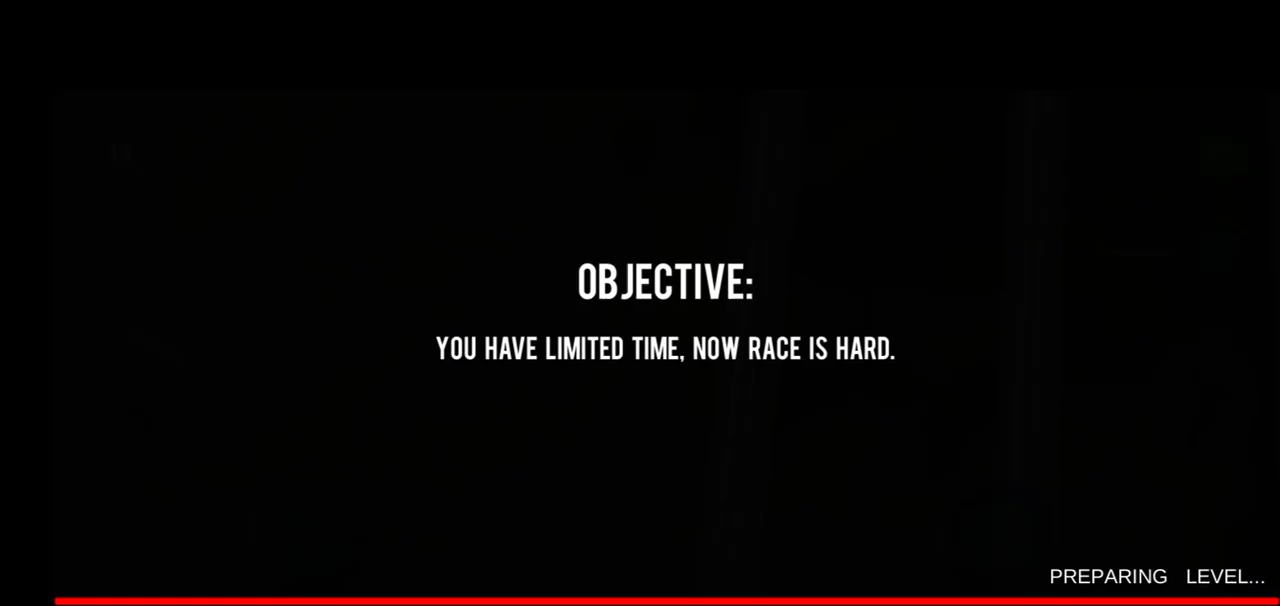 OBJECTIVE:
YOU HAVE LIMITED TIME, NOW RACE IS HARD.
PREPARING LEVEL...